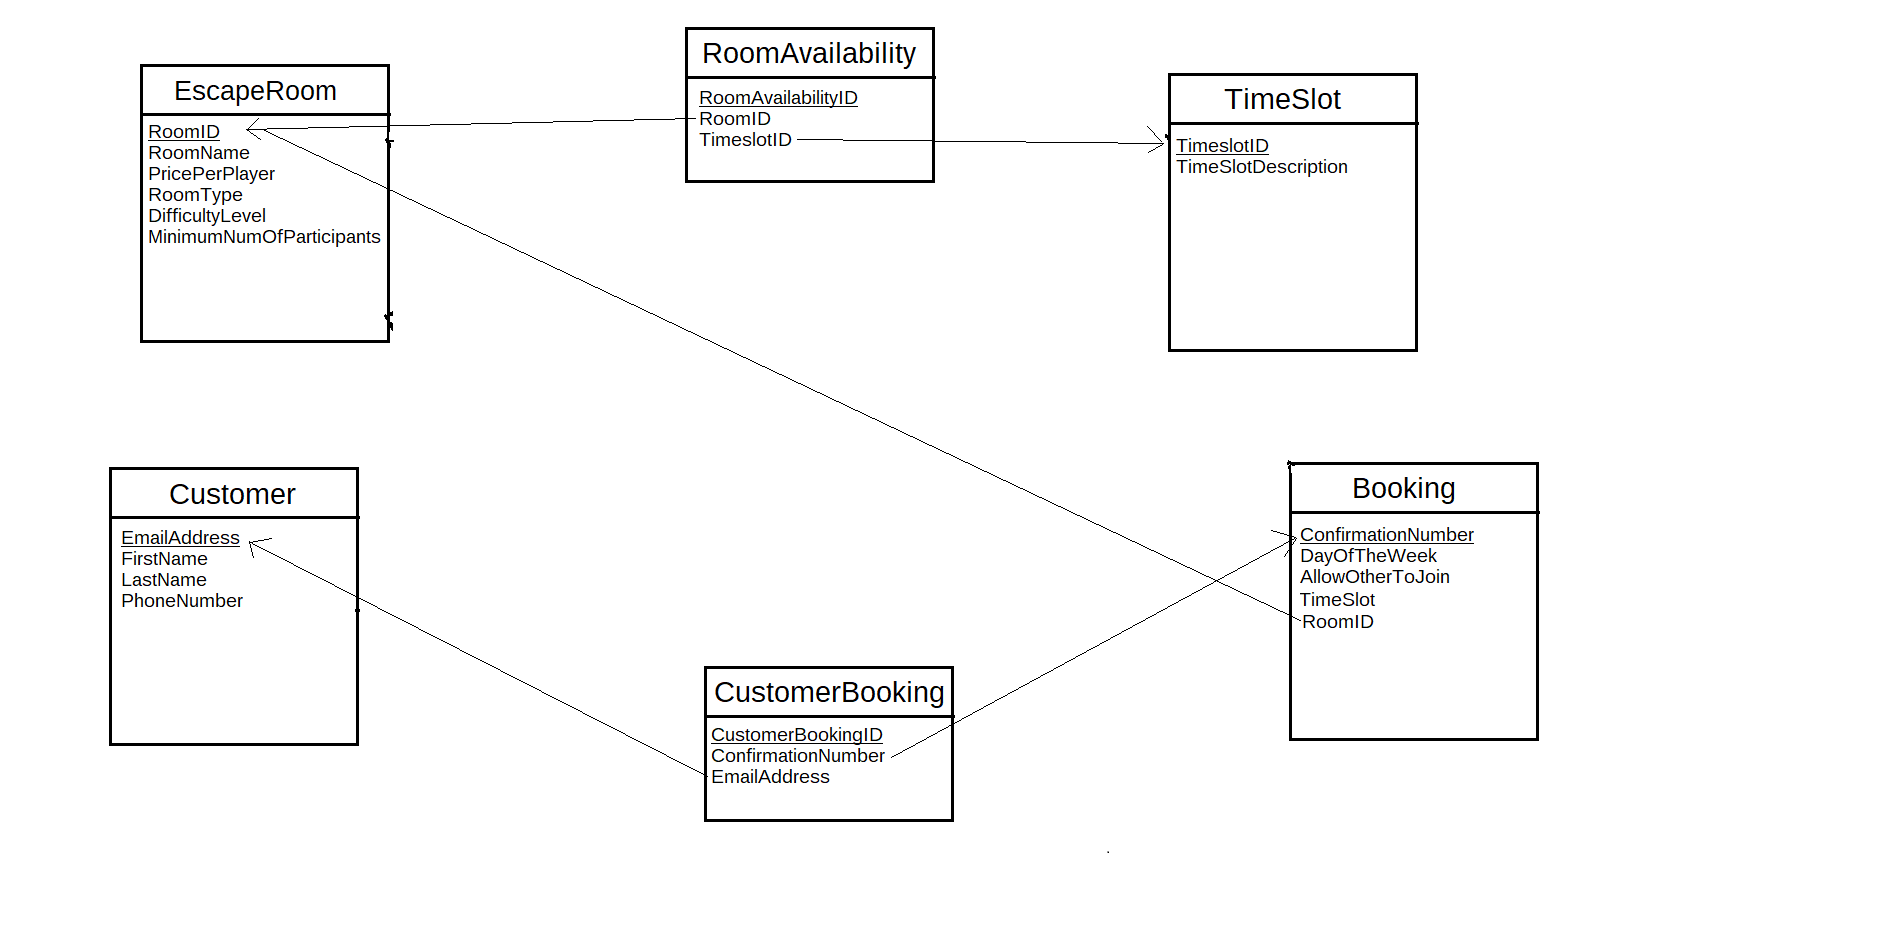 EscapeRoom
RoomID
RoomName
PricePerPlayer
RoomType
DifficultyLevel
MinimumNumOfParticipants
RoomAvailability
RoomAvailabilityID
RoomID
TimeslotID
TimeSlot
TimeslotID
TimeSlotDescription
Customer
EmailAddress
FirstName
LastName
PhoneNumber
CustomerBooking
CustomerBookingID
ConfirmationNumber
EmailAddress
Booking
ConfirmationNumber
DayOfTheWeek
AllowOtherToJoin
TimeSlot
RoomID